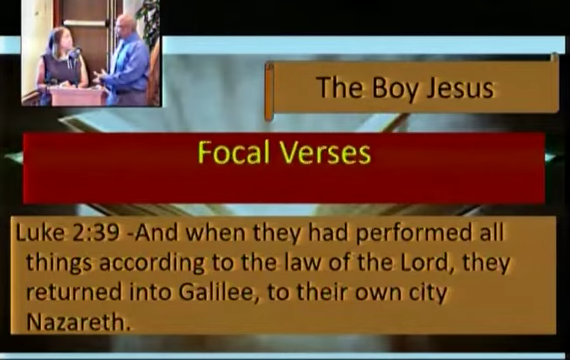 The Boy Jesus
Focal Verses
Luke 2:39 -And when they had performed all
things according to the law of the Lord, they
returned into Galilee, to their own city
Nazareth.